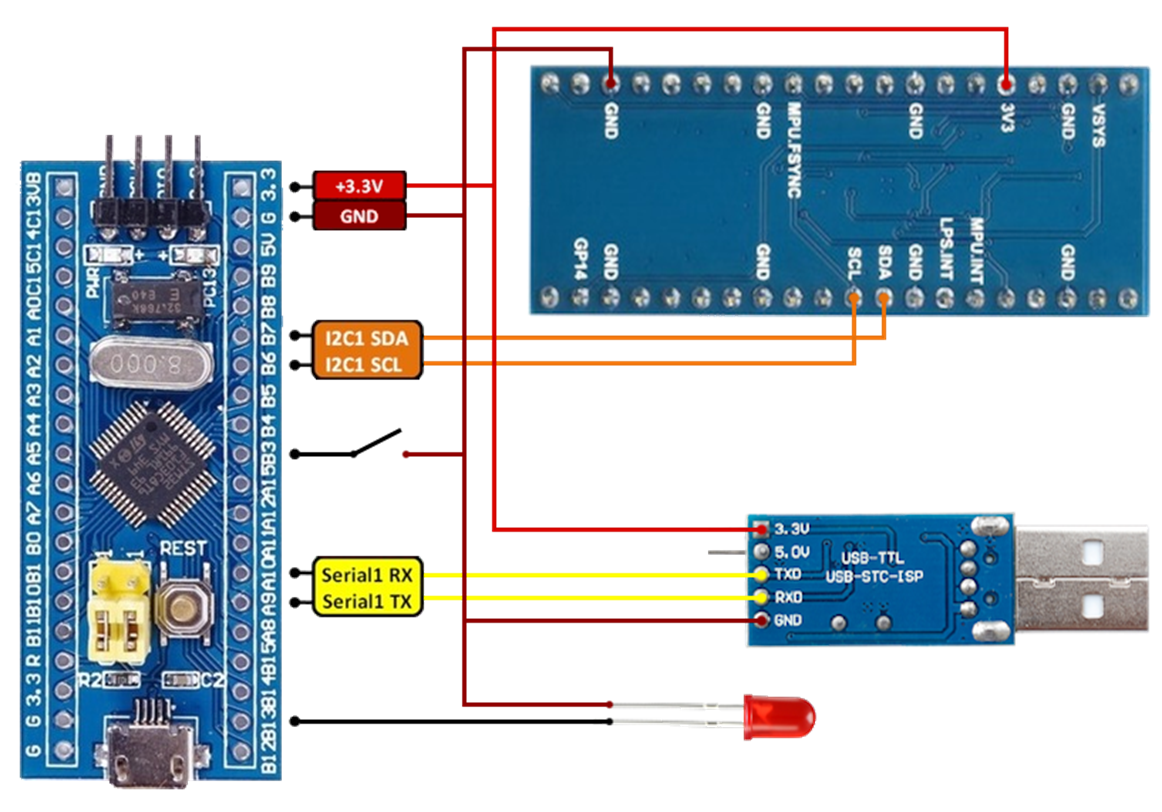 +3.3V
GND
I2C1 SDA
I2C1 SCL
Serial1 RX
Serial1 TX
3.3
G
5V
B9
B8
B7
B6
B5
B4
B3
A15
A12
A11
A10
A9
A8
B15
B14
B13
B12
VB
C13
C14
C15
A0
A1
A2
A3
A4
A5
A6
A7
B0
B1
B10
B11
R
3.3
G
G
PWR
PC13
8.000
REST
R2
C2
GND
GND
MPU.FSYNC
GND
3V3
GND
VSYS
GP14
GND
GND
SCL
SDA
GND
LPS.INT
MPU.INT
GND
3.3V
5.0V
TXD
RXD
GND
USB-TTL
USB-STC-ISP